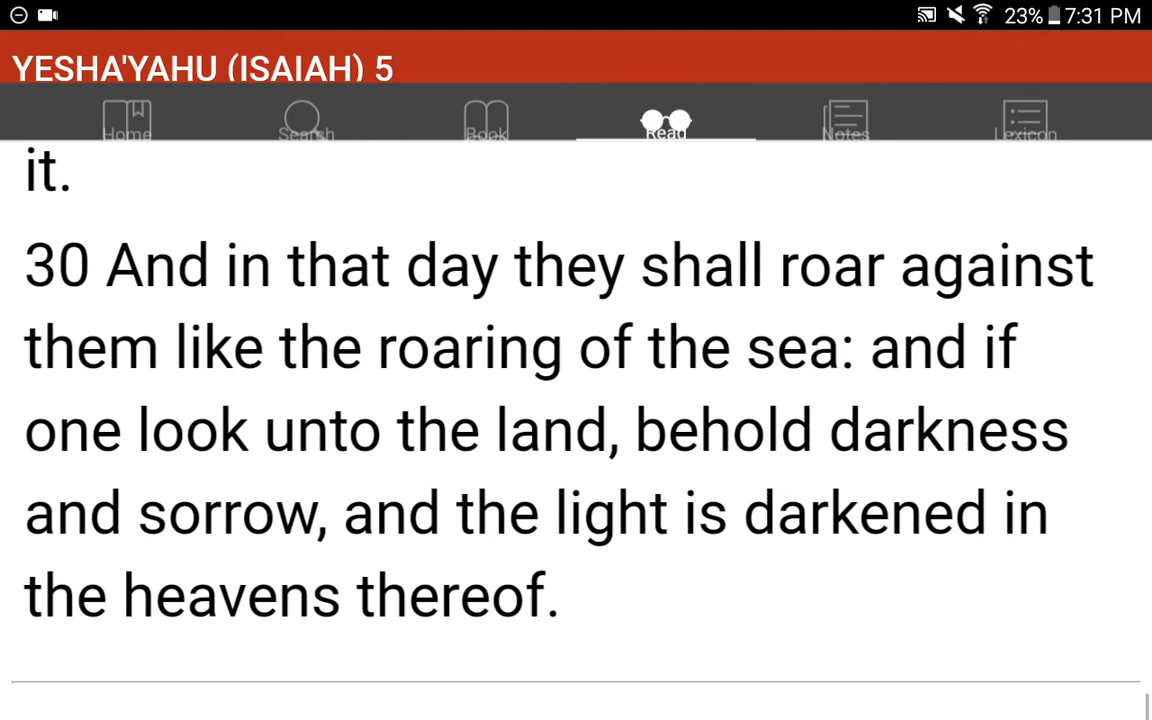 23% 7:31 PM
YESHA'YAHU (ISAIAH) 5
Home Search Book Read Notes Lexicon
it.
30 And in that day they shall roar against
them like the roaring of the sea: and if
one look unto the land, behold darkness
and sorrow, and the light is darkened in
the heavens thereof.